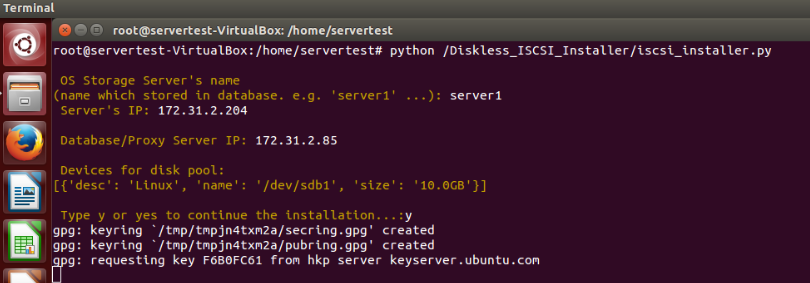 Terminal
root@servertest-VirtualBox: /home/servertest
root@servertest-VirtualBox:/home/servertest# python /Diskless_ISCSI_Installer/iscsi_installer.py
OS Storage Server's name
(name which stored in database. e.g. 'server1' ...): server1
Server's IP: 172.31.2.204
Database/Proxy Server IP: 172.31.2.85
Devices for disk pool:
[{'desc': 'Linux', 'name': '/dev/sdb1', 'size': '10.0GB'}]
Type y or yes to continue the installation...:y
gpg: keyring `/tmp/tmpjn4txm2a/secring.gpg' created
gpg: keyring `/tmp/tmpjn4txm2a/pubring.gpg' created
gpg: requesting key F6B0FC61 from hkp server keyserver.ubuntu.com